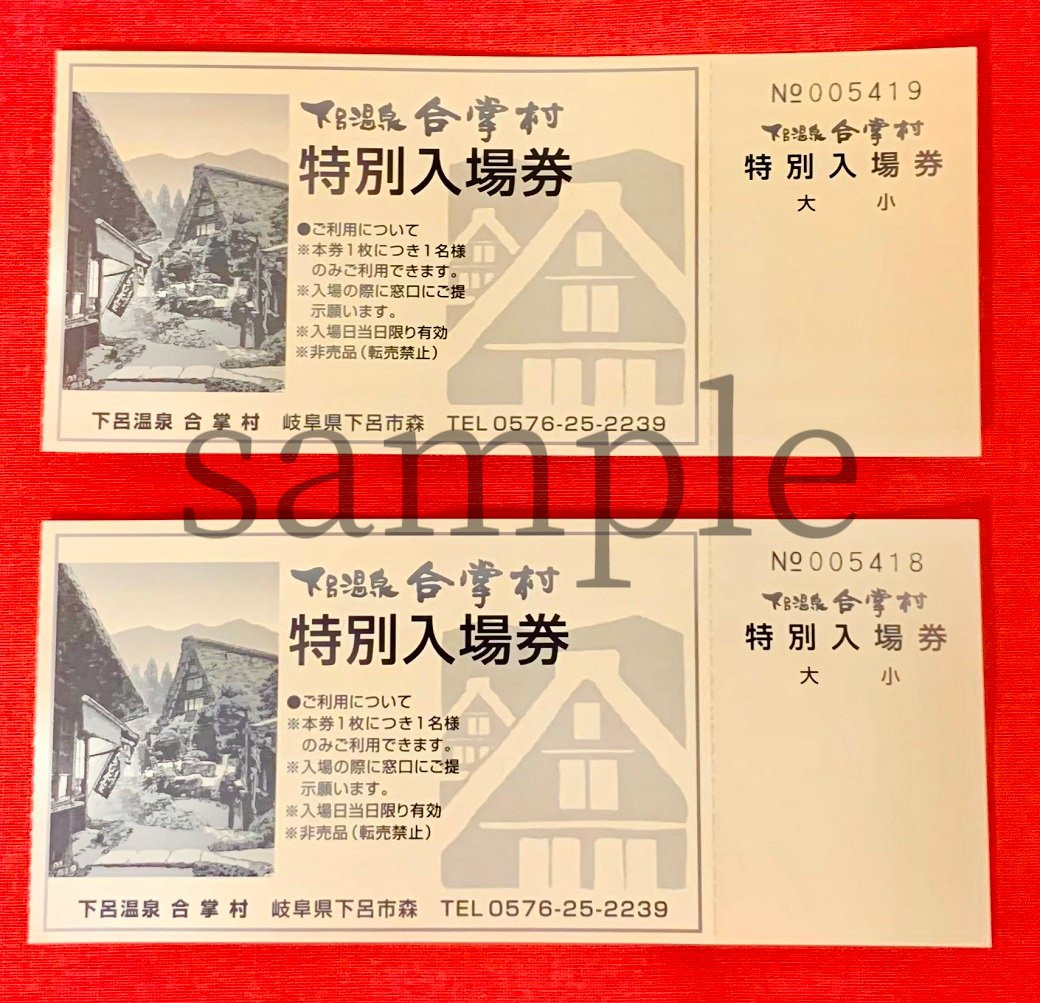 下呂温泉 合掌村
特別入場券
●ご利用について
※本券1枚につき1名様
のみご利用できます。
※入場の際に窓口にご提
示願います。
※入場日当日限り有効
※非売品(転売禁止)
下呂温泉 合掌村 岐阜県下呂市森 TEL 0576-25-2239
№005419
下呂温泉 合掌村
特別入場券
大 小
sample
下呂温泉 合掌村
特別入場券
●ご利用について
※本券1枚につき1名様
のみご利用できます。
※入場の際に窓口にご提
示願います。
※入場日当日限り有効
※非売品(転売禁止)
下呂温泉 合掌村 岐阜県下呂市森 TEL 0576-25-2239
№005418
下呂温泉 合掌村
特別入場券
大 小